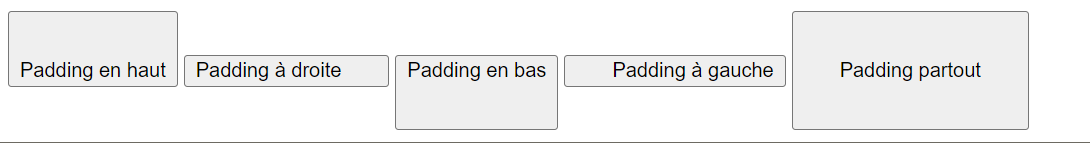 Padding en haut
Padding à droite
Padding en bas
Padding à gauche
Padding partout